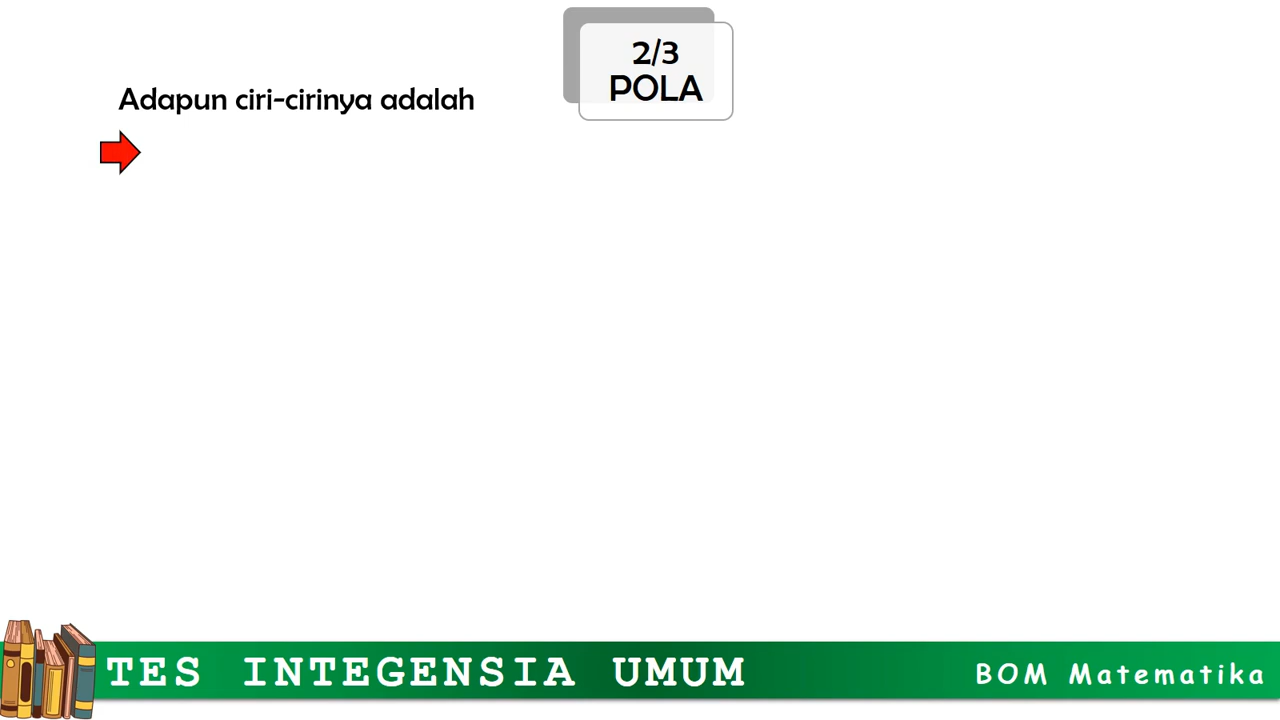 2/3
POLA
Adapun ciri-cirinya adalah
TES INTEGENSIA UMUM
BOM Matematika